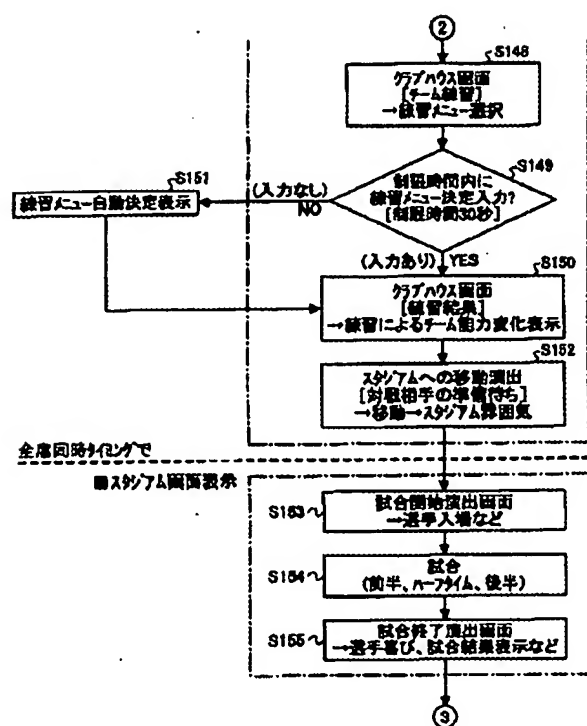 ②
S148
クラブハウス画面
[チーム練習]
→練習メニュー選択
S149
制限時間内に
練習メニュー決定入力?
[制限時間30秒]
(入力なし)
NO
S151
練習メニュー自動決定表示
(入力あり) YES
S150
クラブハウス画面
[練習結果]
→練習によるチーム能力変化表示
S152
スタジアムへの移動演出
[対戦相手の準備待ち]
→移動→スタジアム雰囲気
全席同時タイミングで
■スタジアム画面表示
S153
試合開始演出画面
→選手入場など
S154
試合
(前半、ハーフタイム、後半)
S155
試合終了演出画面
→選手喜び、試合結果表示など
③